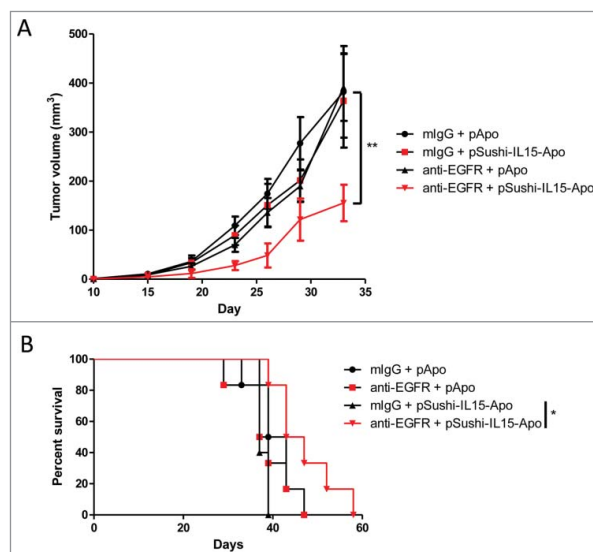 A
Tumor volume (mm³)
500
400
300
200
100
0
10 15 20 25 30 35
Day
mIgG + pApo
mIgG + pSushi-IL15-Apo
anti-EGFR + pApo
anti-EGFR + pSushi-IL15-Apo
**
B
Percent survival
100
80
60
40
20
0
0 20 40 60
Days
mIgG + pApo
anti-EGFR + pApo
mIgG + pSushi-IL15-Apo
anti-EGFR + pSushi-IL15-Apo
*